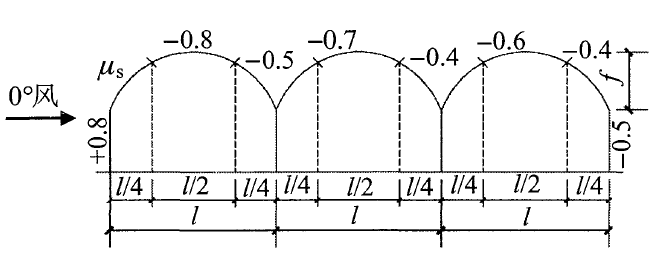 -0.8 -0.7 -0.6
μs -0.5 -0.4 -0.4
f
0°风
+0.8 -0.5
l/4 l/2 l/4 l/4 l/2 l/4 l/4 l/2 l/4
l l l